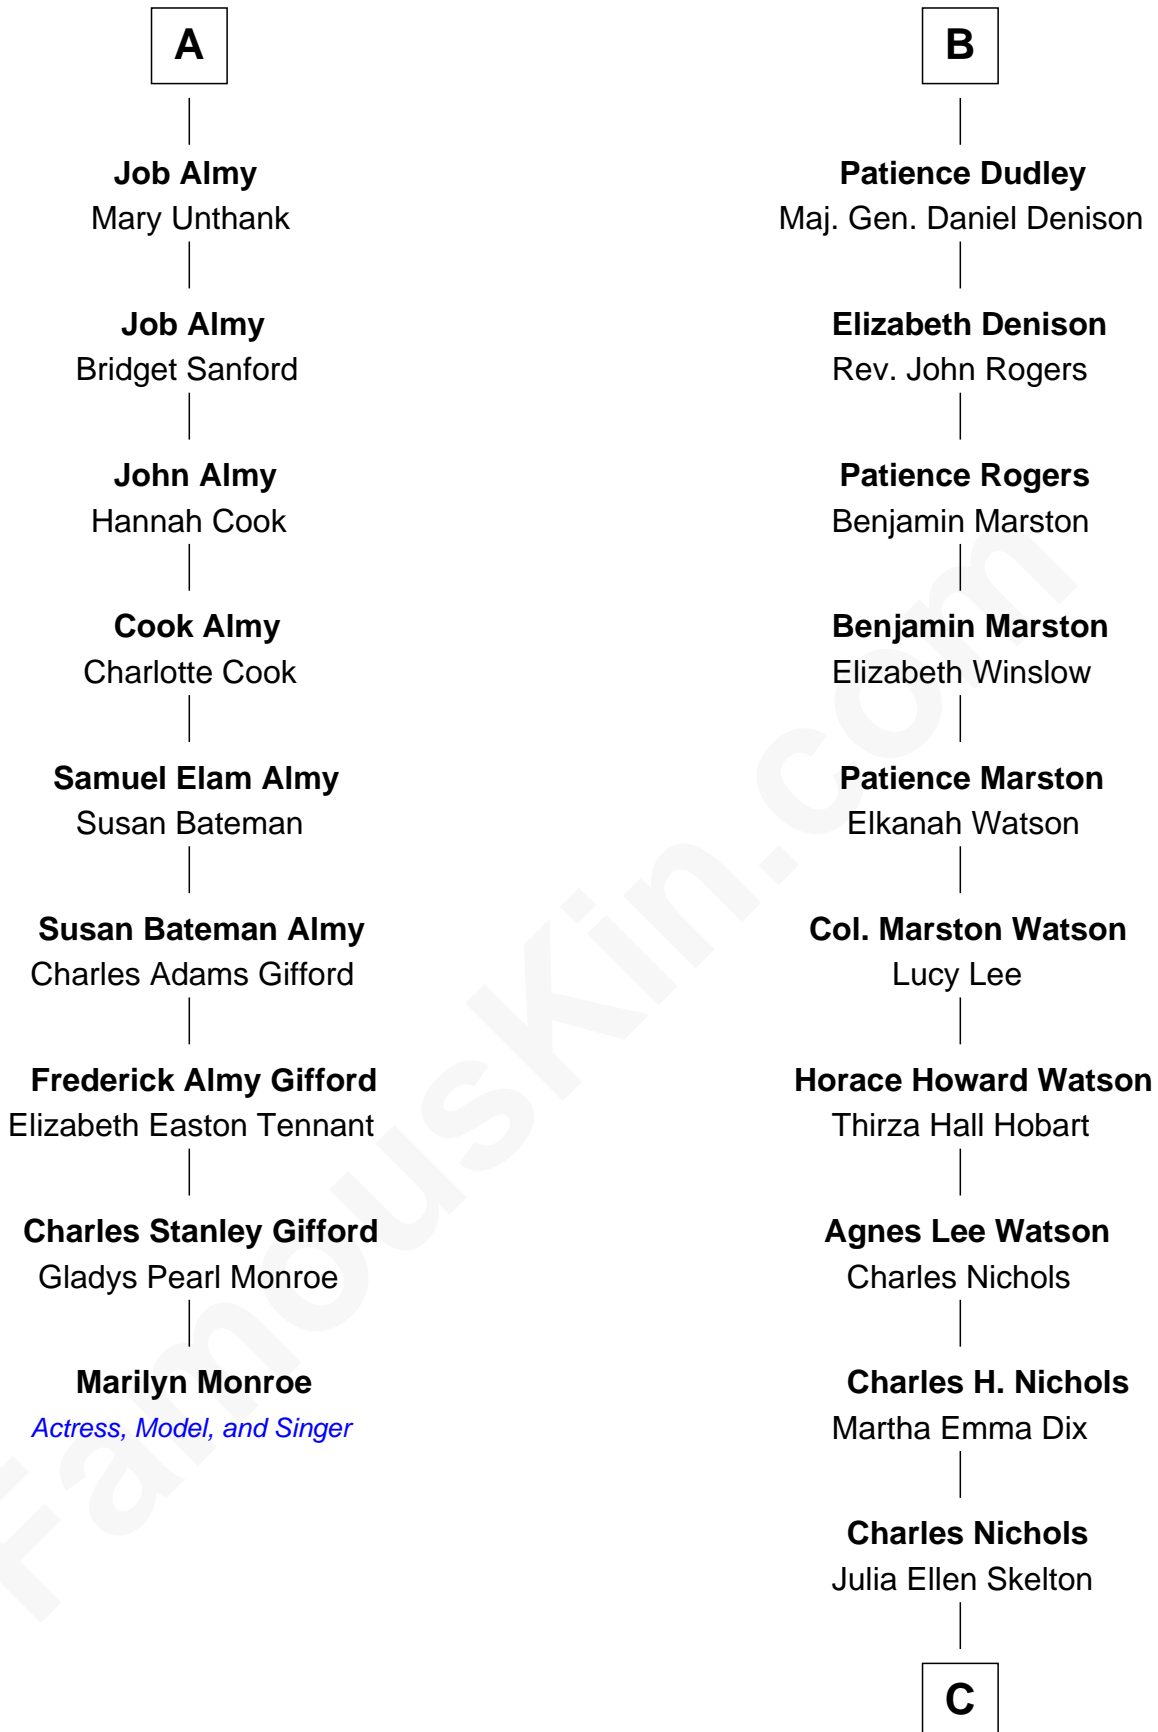 A
Job Almy
Mary Unthank
Job Almy
Bridget Sanford
John Almy
Hannah Cook
Cook Almy
Charlotte Cook
Samuel Elam Almy
Susan Bateman
Susan Bateman Almy
Charles Adams Gifford
Frederick Almy Gifford
Elizabeth Easton Tennant
Charles Stanley Gifford
Gladys Pearl Monroe
Marilyn Monroe
Actress, Model, and Singer
B
Patience Dudley
Maj. Gen. Daniel Denison
Elizabeth Denison
Rev. John Rogers
Patience Rogers
Benjamin Marston
Benjamin Marston
Elizabeth Winslow
Patience Marston
Elkanah Watson
Col. Marston Watson
Lucy Lee
Horace Howard Watson
Thirza Hall Hobart
Agnes Lee Watson
Charles Nichols
Charles H. Nichols
Martha Emma Dix
Charles Nichols
Julia Ellen Skelton
C
FamousKin.com